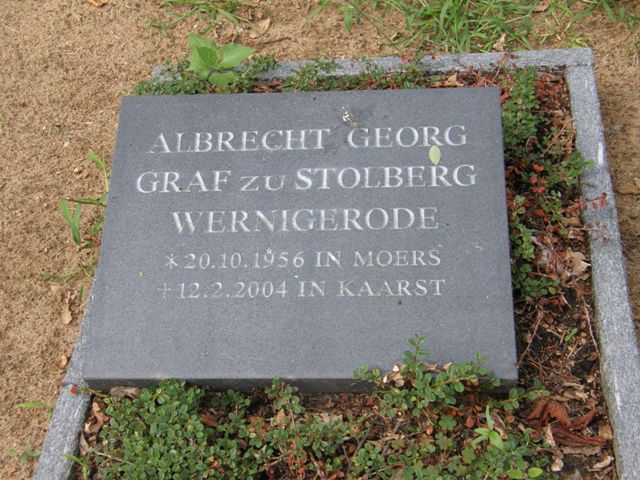 ALBRECHT GEORG
GRAF ZU STOLBERG
WERNIGERODE
*20.10.1956 IN MOERS
+12.2.2004 IN KAARST